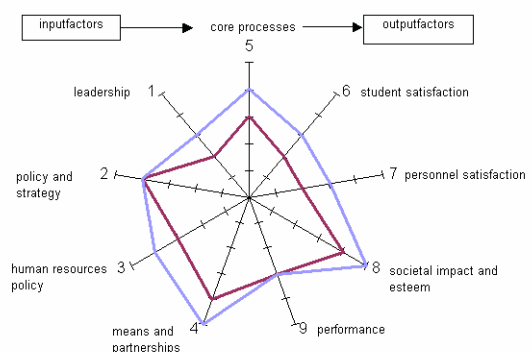 inputfactors
core processes
outputfactors
5
leadership
1
6
student satisfaction
policy and
strategy
2
7
personnel satisfaction
human resources
policy
3
8
societal impact and
esteem
means and
partnerships
4
9
performance